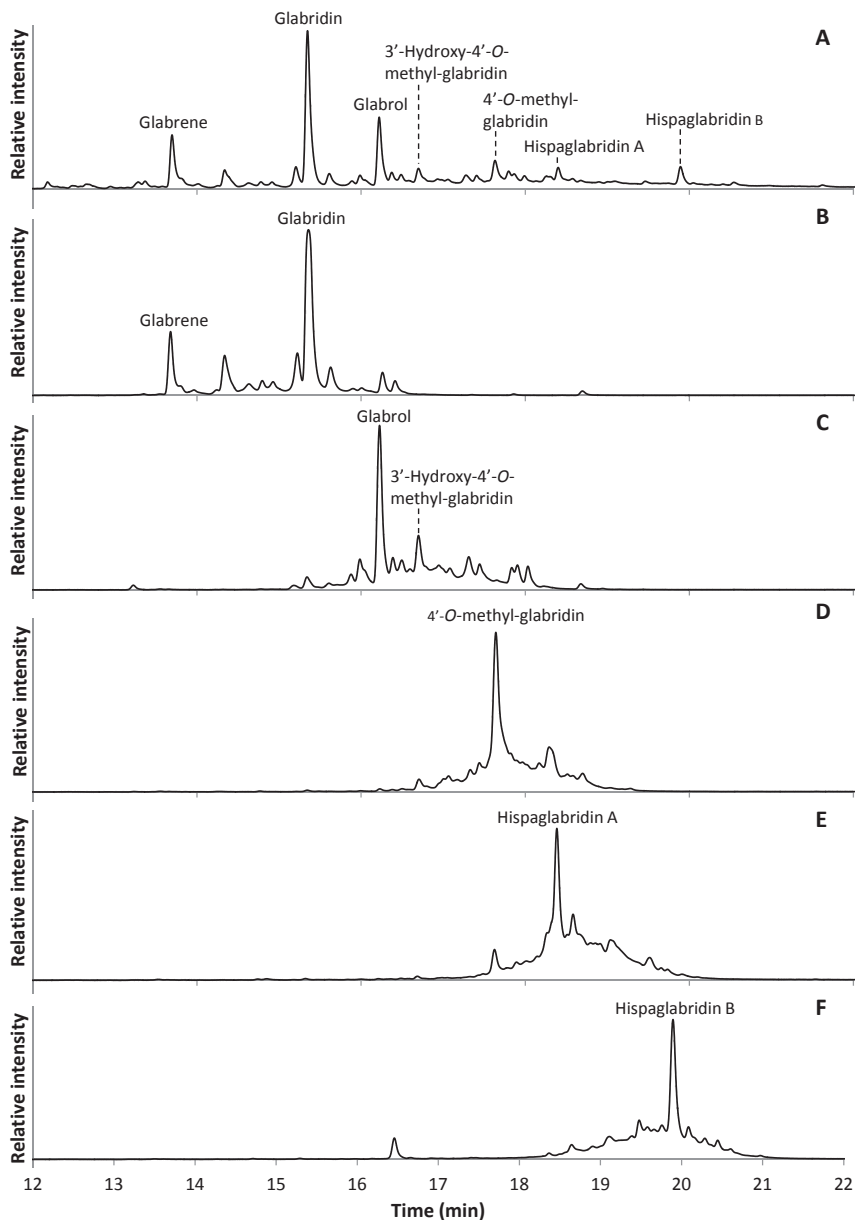 A
Relative intensity
Glabrene
Glabridin
Glabrol
3’-Hydroxy-4’-O-
methyl-glabridin
4’-O-methyl-
glabridin
Hispaglabridin A
Hispaglabridin B
B
Relative intensity
Glabrene
Glabridin
C
Relative intensity
Glabrol
3’-Hydroxy-4’-O-
methyl-glabridin
D
Relative intensity
4’-O-methyl-glabridin
E
Relative intensity
Hispaglabridin A
F
Relative intensity
Hispaglabridin B
12 13 14 15 16 17 18 19 20 21 22
Time (min)